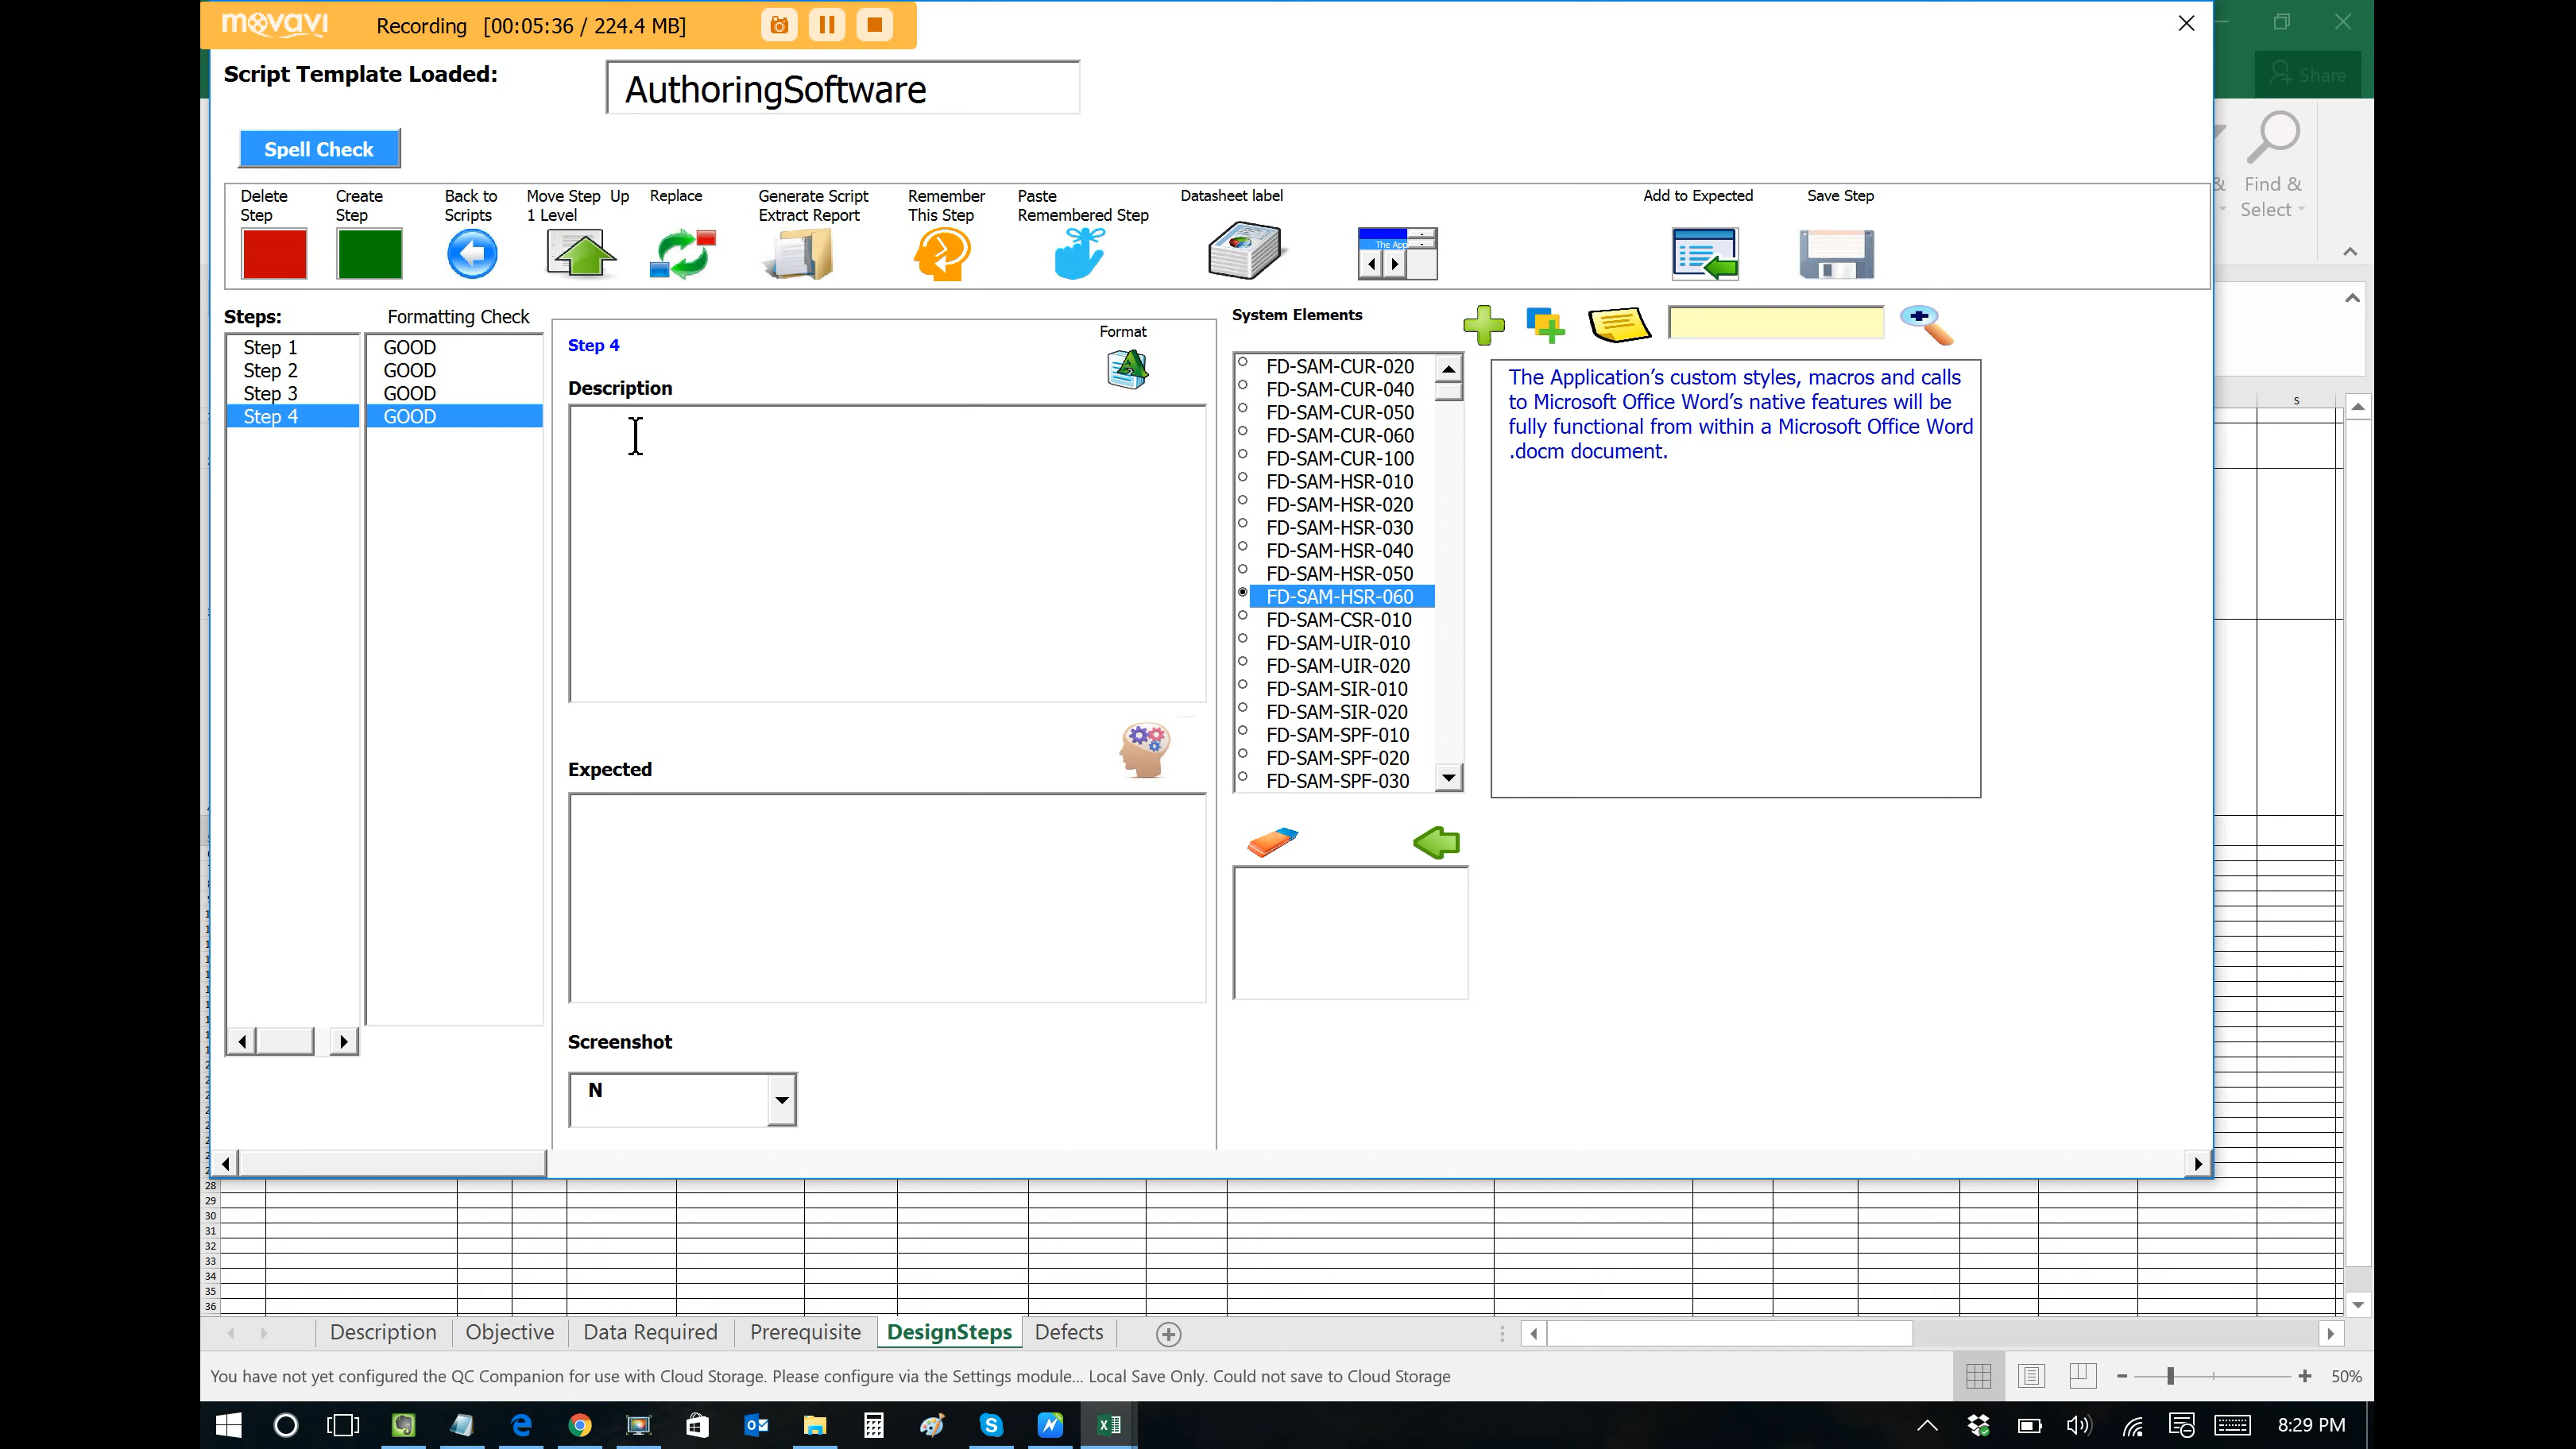 movavi
Recording [00:05:36 / 224.4 MB]
Script Template Loaded:
AuthoringSoftware
Share
Spell Check
Delete
Step
Create
Step
Back to
Scripts
Move Step Up
1 Level
Replace
Generate Script
Extract Report
Remember
This Step
Paste
Remembered Step
Datasheet label
The App
Add to Expected
Save Step
&
Find &
Select
Steps:
Formatting Check
Step 1 GOOD
Step 2 GOOD
Step 3 GOOD
Step 4 GOOD
Step 4
Format
Description
Expected
Screenshot
N
System Elements
FD-SAM-CUR-020
FD-SAM-CUR-040
FD-SAM-CUR-050
FD-SAM-CUR-060
FD-SAM-CUR-100
FD-SAM-HSR-010
FD-SAM-HSR-020
FD-SAM-HSR-030
FD-SAM-HSR-040
FD-SAM-HSR-050
FD-SAM-HSR-060
FD-SAM-CSR-010
FD-SAM-UIR-010
FD-SAM-UIR-020
FD-SAM-SIR-010
FD-SAM-SIR-020
FD-SAM-SPF-010
FD-SAM-SPF-020
FD-SAM-SPF-030
The Application's custom styles, macros and calls
to Microsoft Office Word's native features will be
fully functional from within a Microsoft Office Word
.docm document.
S
28
29
30
31
32
33
34
35
36
Description Objective Data Required Prerequisite DesignSteps Defects
You have not yet configured the QC Companion for use with Cloud Storage. Please configure via the Settings module... Local Save Only. Could not save to Cloud Storage
50%
8:29 PM